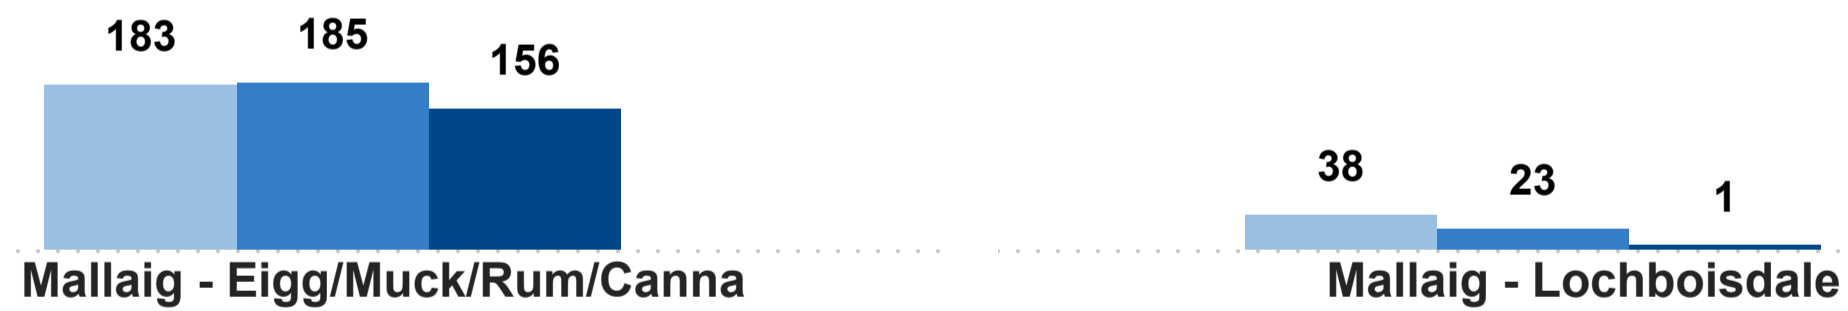 183 185 156
38 23 1
Mallaig - Eigg/Muck/Rum/Canna
Mallaig - Lochboisdale